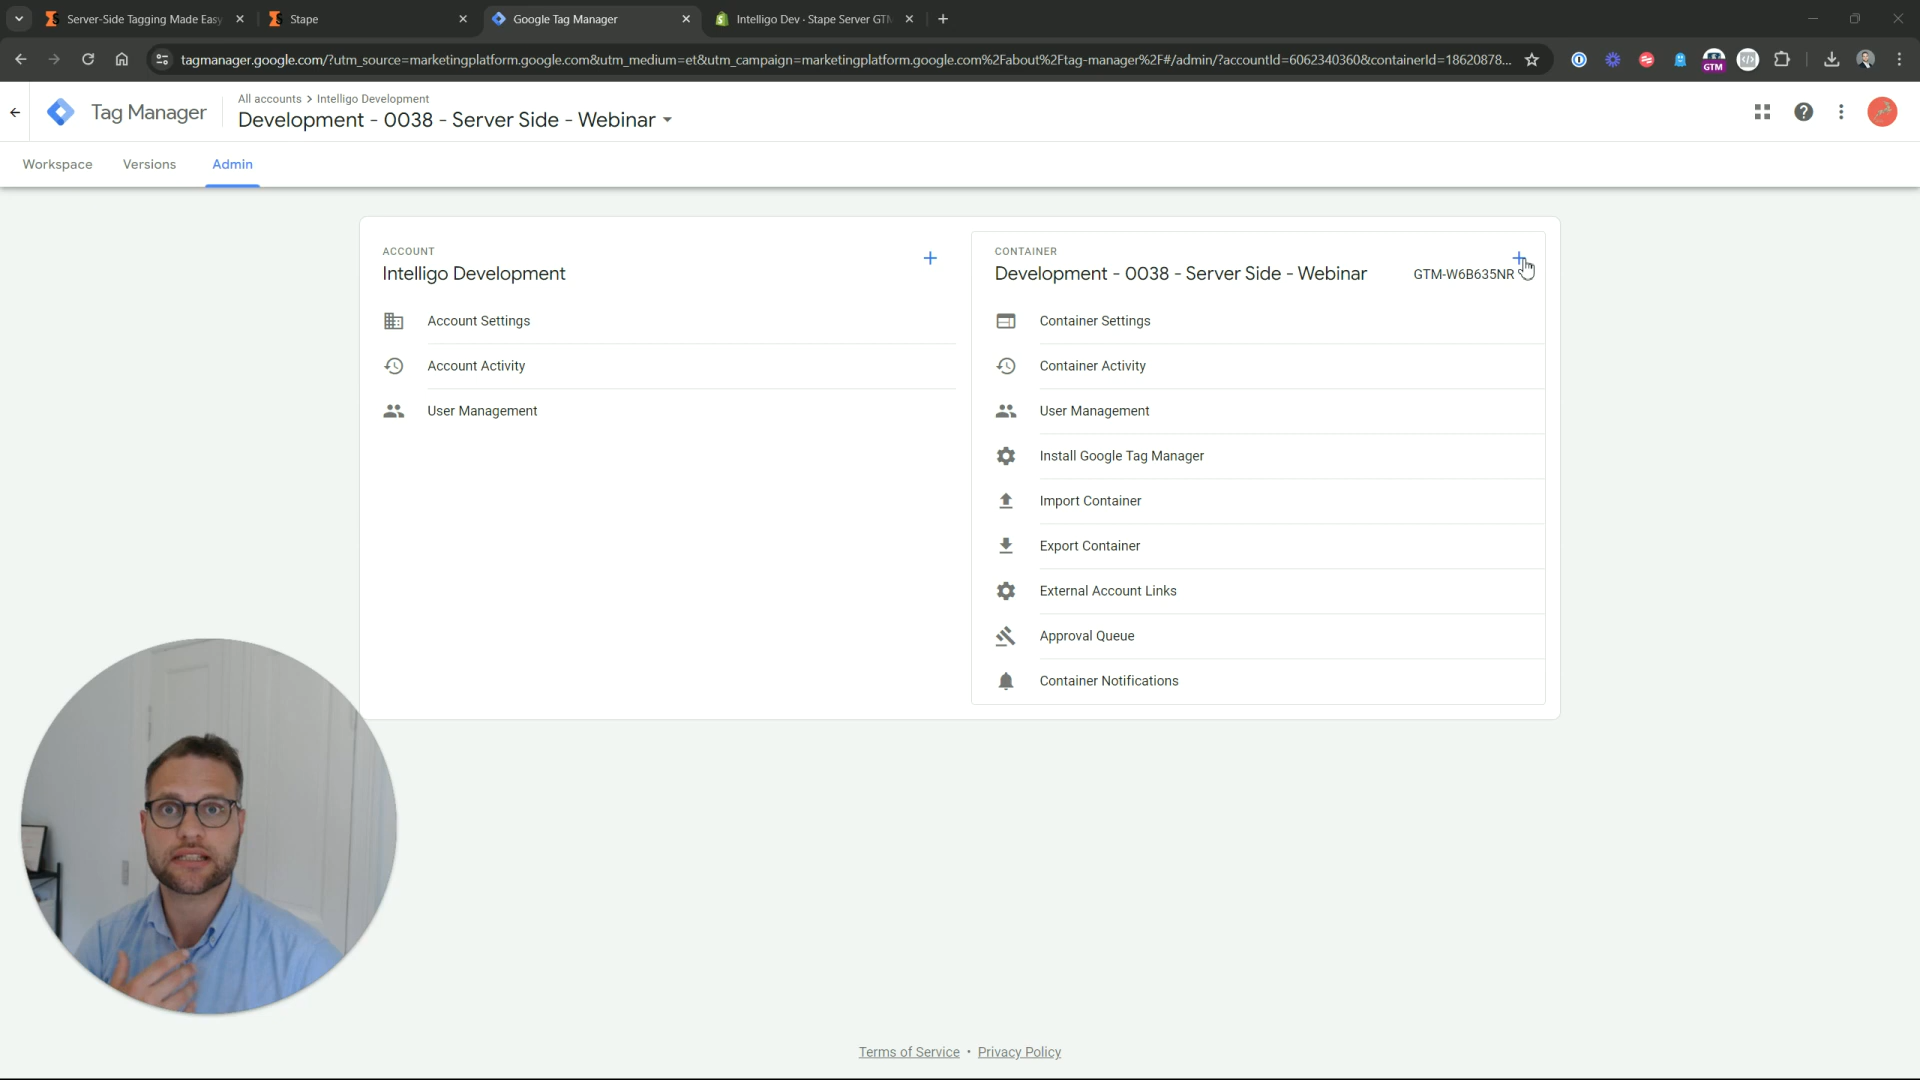 Server-Side Tagging Made Easy
Stape
Google Tag Manager
Intelligo Dev · Stape Server GTM
tagmanager.google.com/?utm_source=marketingplatform.google.com&utm_medium=et&utm_campaign=marketingplatform.google.com%2Fabout%2Ftag-manager%2F#/admin/?accountId=6062340360&containerId=18620878...
GTM
Tag Manager
All accounts > Intelligo Development
Development - 0038 - Server Side - Webinar
Workspace
Versions
Admin
ACCOUNT
Intelligo Development
Account Settings
Account Activity
User Management
CONTAINER
Development - 0038 - Server Side - Webinar
GTM-W6B635NR
Container Settings
Container Activity
User Management
Install Google Tag Manager
Import Container
Export Container
External Account Links
Approval Queue
Container Notifications
Terms of Service • Privacy Policy